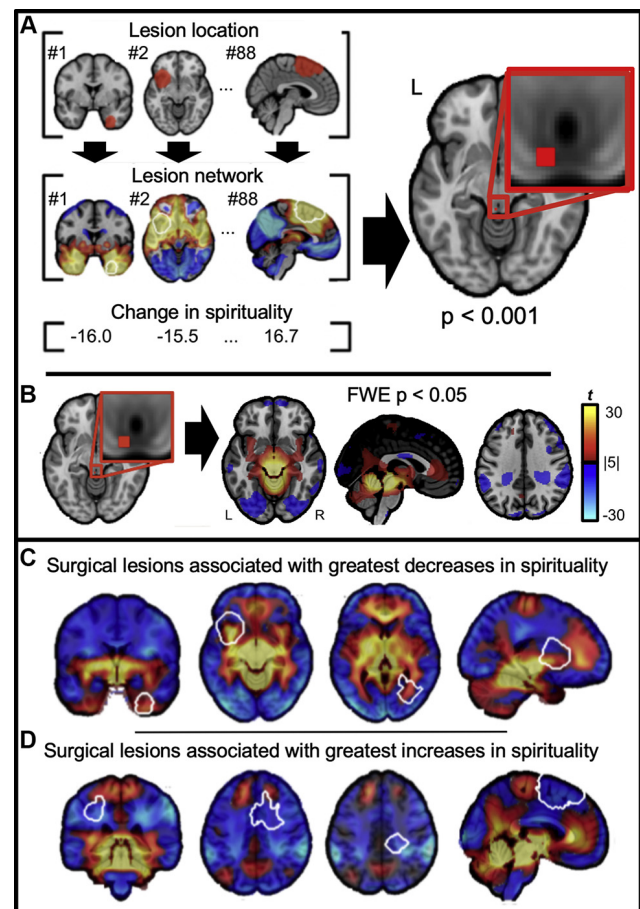 A
Lesion location
#1 #2 #88
...
L
Lesion network
#1 #2 #88
...
Change in spirituality
-16.0 -15.5 ... 16.7
p < 0.001
B
FWE p < 0.05
t
30
|5|
-30
L R
C
Surgical lesions associated with greatest decreases in spirituality
D
Surgical lesions associated with greatest increases in spirituality